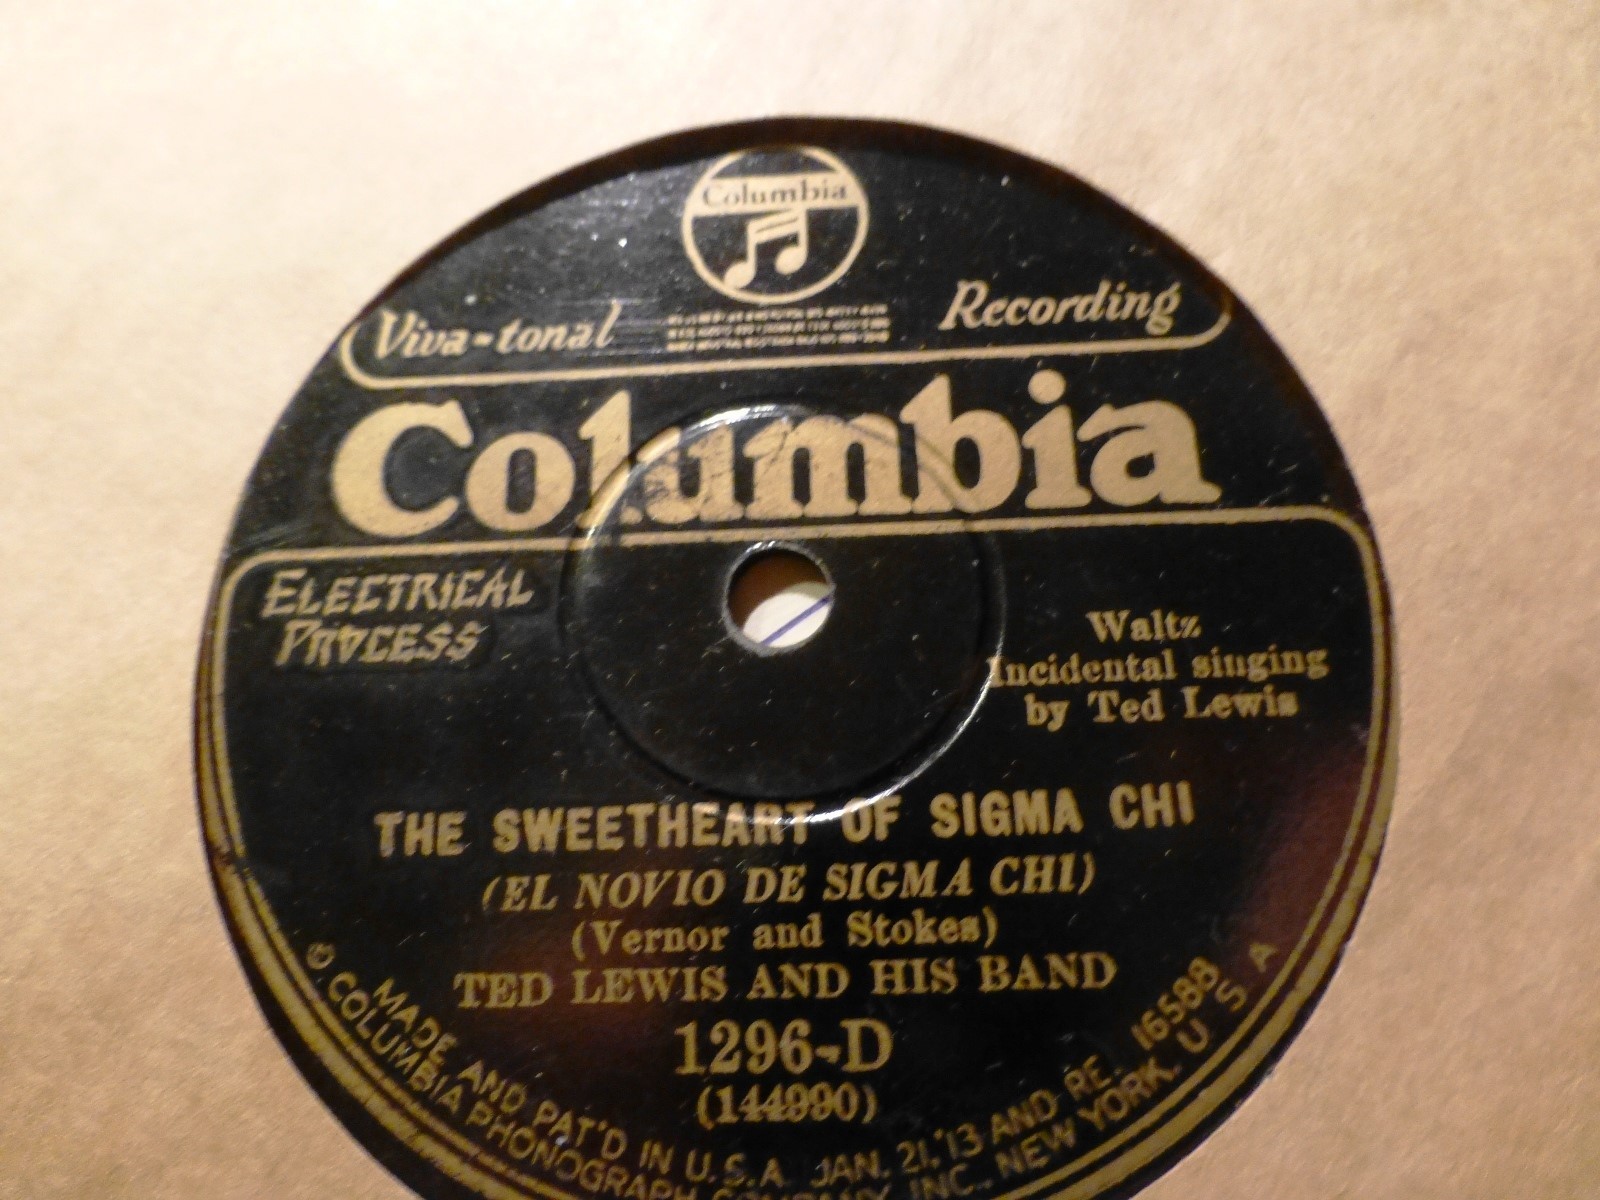 Columbia
Viva-tonal Recording
Columbia
ELECTRICAL
PROCESS
Waltz
Incidental singing
by Ted Lewis
THE SWEETHEART OF SIGMA CHI
(EL NOVIO DE SIGMA CHI)
(Vernor and Stokes)
TED LEWIS AND HIS BAND
1296-D
(144990)
MADE AND PAT'D IN U.S.A. JAN. 21,'13 AND RE. 16588
© COLUMBIA PHONOGRAPH COMPANY, INC., NEW YORK. U S A